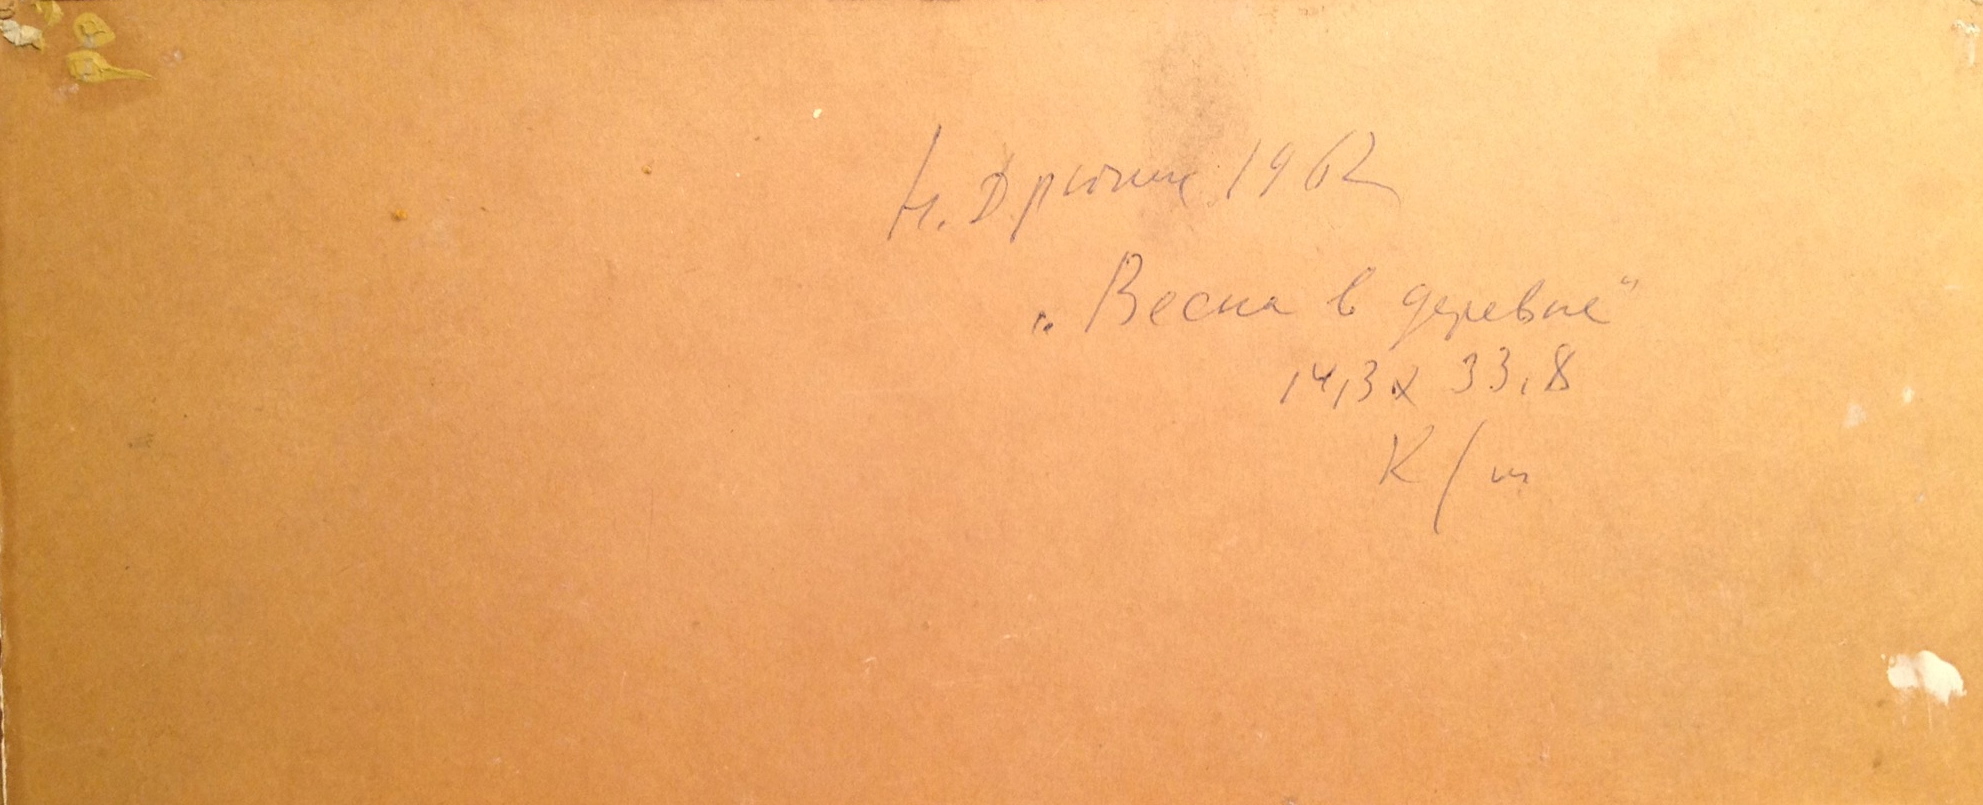 Н. Дрючин 1962
„Весна в деревне“
14,3 х 33,8
К/м